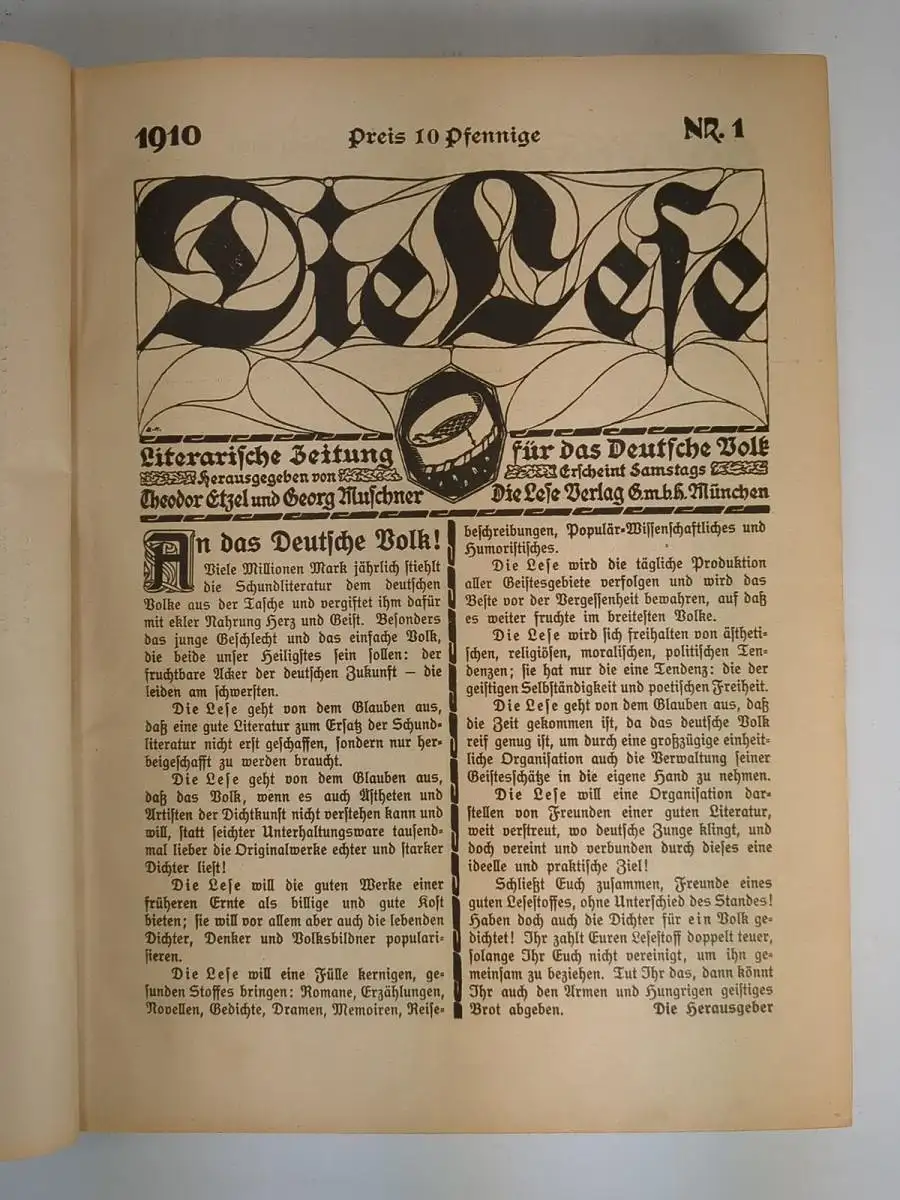 1910
Preis 10 Pfennige
NR. 1
Die Leſe
Literariſche Zeitung
für das Deutſche Volk
Herausgegeben von
Erſcheint Samstags
Theodor Etzel und Georg Muſchner
Die Leſe Verlag G.m.b.H. München
An das Deutſche Volk!
Viele Millionen Mark jährlich ſtiehlt
die Schundliteratur dem deutſchen
Volke aus der Taſche und vergiftet ihm dafür
mit ekler Nahrung Herz und Geiſt. Beſonders
das junge Geſchlecht und das einfache Volk,
die beide unſer Heiligſtes ſein ſollen: der
fruchtbare Acker der deutſchen Zukunft — die
leiden am ſchwerſten.
Die Leſe geht von dem Glauben aus,
daß eine gute Literatur zum Erſatz der Schund-
literatur nicht erſt geſchaffen, ſondern nur her-
beigeſchafft zu werden braucht.
Die Leſe geht von dem Glauben aus,
daß das Volk, wenn es auch Äſtheten und
Artiſten der Dichtkunſt nicht verſtehen kann und
will, ſtatt ſeichter Unterhaltungsware tauſend-
mal lieber die Originalwerke echter und ſtarker
Dichter lieſt!
Die Leſe will die guten Werke einer
früheren Ernte als billige und gute Koſt
bieten; ſie will vor allem aber auch die lebenden
Dichter, Denker und Volksbildner populari-
ſieren.
Die Leſe will eine Fülle kernigen, ge-
ſunden Stoffes bringen: Romane, Erzählungen,
Novellen, Gedichte, Dramen, Memoiren, Reiſe-
beſchreibungen, Populär-Wiſſenſchaftliches und
Humoriſtiſches.
Die Leſe wird die tägliche Produktion
aller Geiſtesgebiete verfolgen und wird das
Beſte vor der Vergeſſenheit bewahren, auf daß
es weiter fruchte im breiteſten Volke.
Die Leſe wird ſich freihalten von äſtheti-
ſchen, religiöſen, moraliſchen, politiſchen Ten-
denzen; ſie hat nur die eine Tendenz: die der
geiſtigen Selbſtändigkeit und poetiſchen Freiheit.
Die Leſe geht von dem Glauben aus, daß
die Zeit gekommen iſt, da das deutſche Volk
reif genug iſt, um durch eine großzügige einheit-
liche Organiſation auch die Verwaltung ſeiner
Geiſtesſchätze in die eigene Hand zu nehmen.
Die Leſe will eine Organiſation dar-
ſtellen von Freunden einer guten Literatur,
weit verſtreut, wo deutſche Zunge klingt, und
doch vereint und verbunden durch dieſes eine
ideelle und praktiſche Ziel!
Schließt Euch zuſammen, Freunde eines
guten Leſeſtoffes, ohne Unterſchied des Standes!
Haben doch auch die Dichter für ein Volk ge-
dichtet! Ihr zahlt Euren Leſeſtoff doppelt teuer,
ſolange Ihr Euch nicht vereinigt, um ihn ge-
meinſam zu beziehen. Tut Ihr das, dann könnt
Ihr auch den Armen und Hungrigen geiſtiges
Brot abgeben. Die Herausgeber